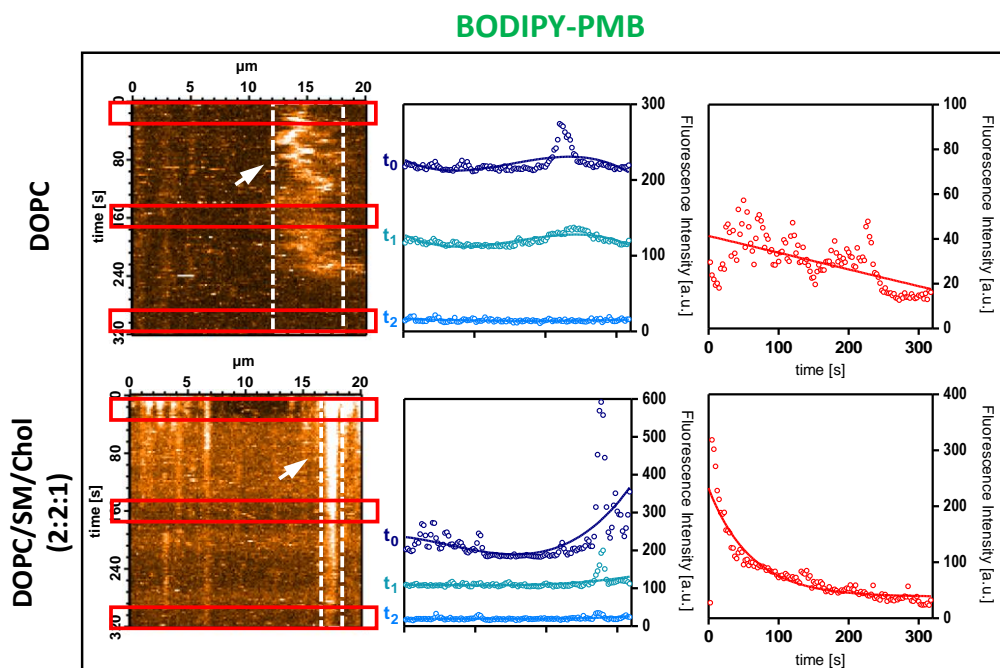 BODIPY-PMB
DOPC
µm
0 5 10 15 20
time [s]
0
80
160
240
320
t0
t1
t2
300
200
100
0
Fluorescence Intensity [a.u.]
100
80
60
40
20
0
Fluorescence Intensity [a.u.]
0 100 200 300
time [s]
DOPC/SM/Chol
(2:2:1)
µm
0 5 10 15 20
time [s]
0
80
160
240
320
t0
t1
t2
600
500
400
300
200
100
0
Fluorescence Intensity [a.u.]
400
300
200
100
0
Fluorescence Intensity [a.u.]
0 100 200 300
time [s]